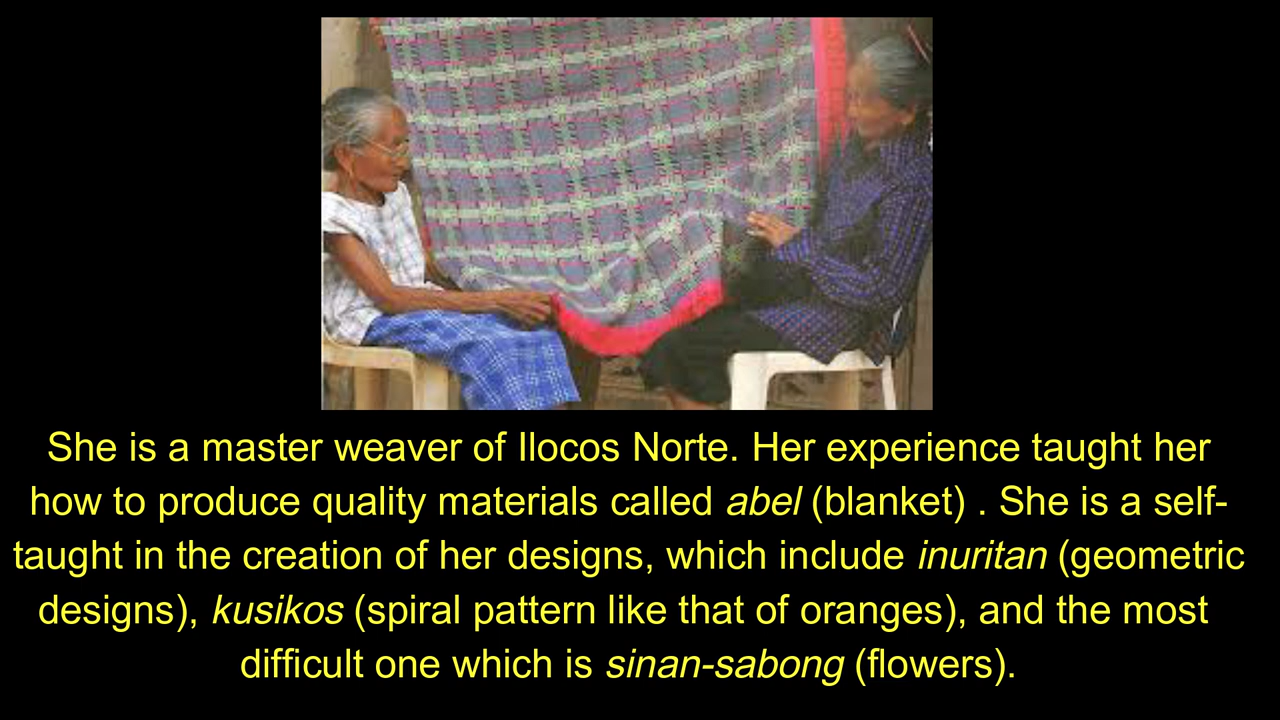 She is a master weaver of Ilocos Norte. Her experience taught her
how to produce quality materials called abel (blanket) . She is a self-
taught in the creation of her designs, which include inuritan (geometric
designs), kusikos (spiral pattern like that of oranges), and the most
difficult one which is sinan-sabong (flowers).